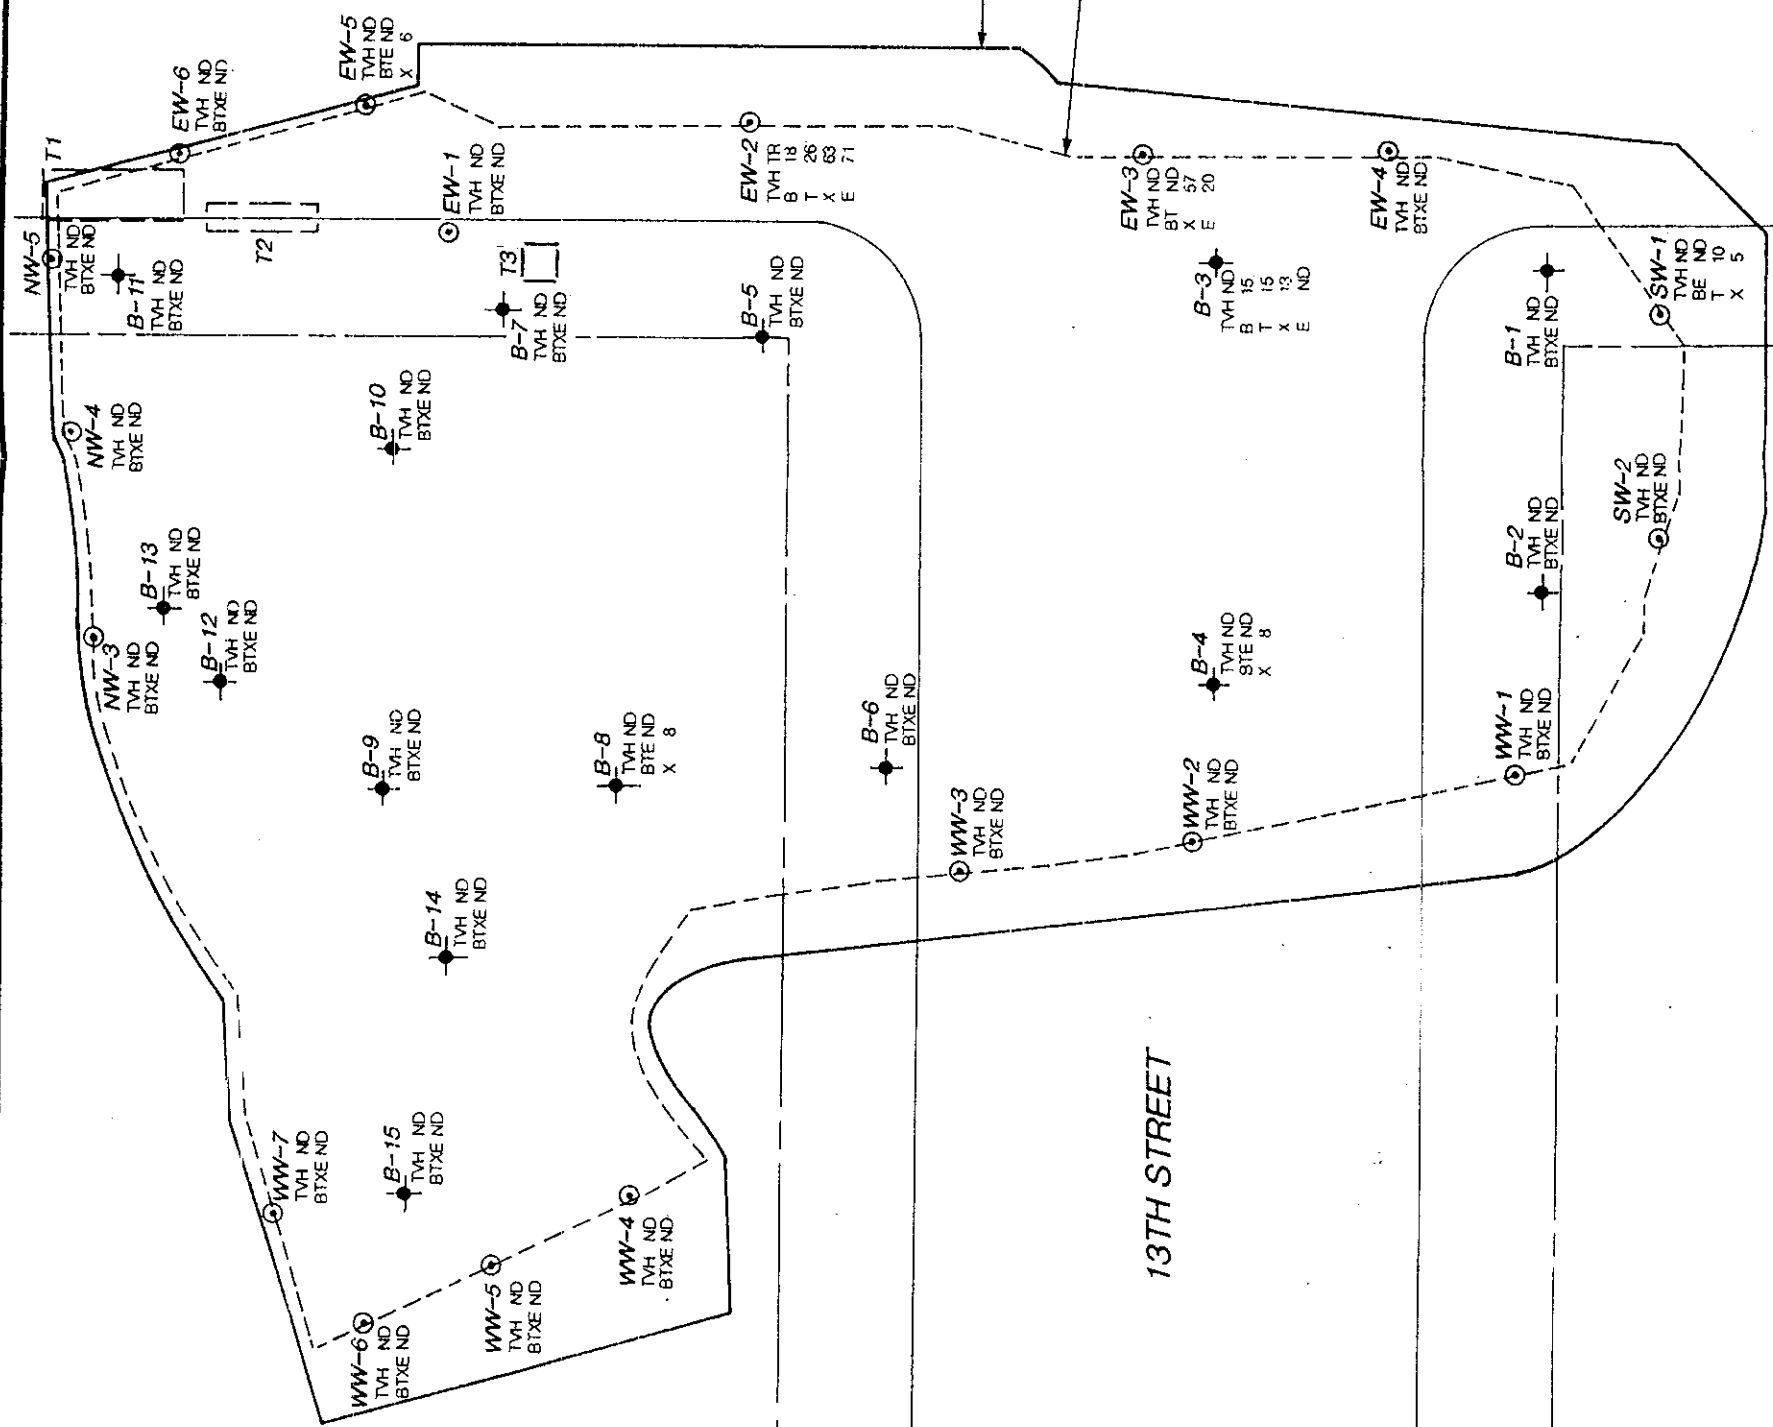 EW-5
TVH ND
BTE ND
X 6
EW-6
TVH ND
BTXE ND
T1
NW-5
TVH ND
BTXE ND
B-11
TVH ND
BTXE ND
T2
EW-1
TVH ND
BTXE ND
T3
B-7
TVH ND
BTXE ND
EW-2
TVH TR
B 18
T 26
X 63
E 71
B-5
TVH ND
BTXE ND
EW-3
TVH ND
BT ND
X 57
E 20
EW-4
TVH ND
BTXE ND
B-3
TVH ND
B 15
T 15
X 13
E ND
B-1
TVH ND
BTXE ND
SW-1
TVH ND
BE ND
T 10
X 5
NW-4
TVH ND
BTXE ND
B-10
TVH ND
BTXE ND
B-13
TVH ND
BTXE ND
B-12
TVH ND
BTXE ND
NW-3
TVH ND
BTXE ND
B-2
TVH ND
BTXE ND
SW-2
TVH ND
BTXE ND
B-9
TVH ND
BTXE ND
B-8
TVH ND
BTE ND
X 8
B-6
TVH ND
BTXE ND
B-4
TVH ND
BTE ND
X 8
WW-1
TVH ND
BTXE ND
WW-2
TVH ND
BTXE ND
WW-3
TVH ND
BTXE ND
B-14
TVH ND
BTXE ND
WW-7
TVH ND
BTXE ND
B-15
TVH ND
BTXE ND
WW-4
TVH ND
BTXE ND
WW-5
TVH ND
BTXE ND
WW-6
TVH ND
BTXE ND
13TH STREET